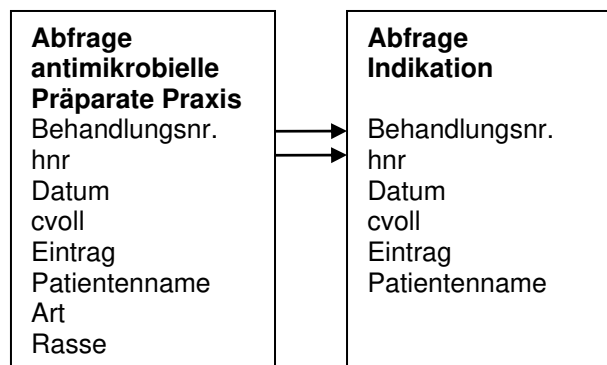 Abfrage
antimikrobielle
Präparate Praxis
Behandlungsnr.
hnr
Datum
cvoll
Eintrag
Patientenname
Art
Rasse
Abfrage
Indikation
Behandlungsnr.
hnr
Datum
cvoll
Eintrag
Patientenname